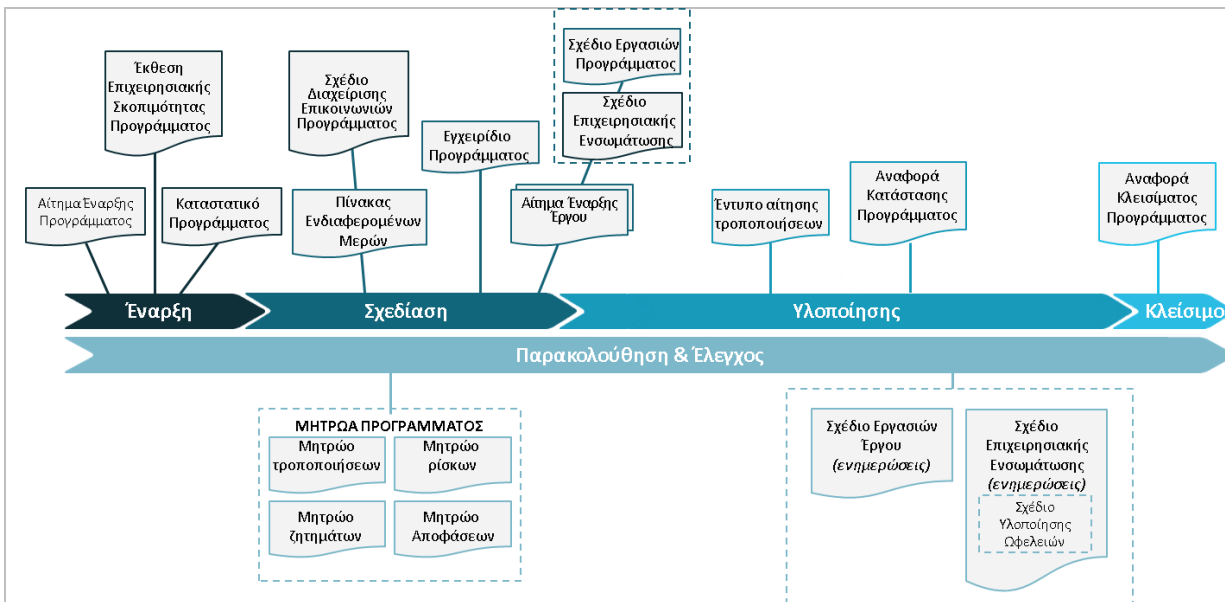 Έκθεση
Επιχειρησιακής
Σκοπιμότητας
Προγράμματος
Αίτημα Έναρξης
Προγράμματος
Καταστατικό
Προγράμματος
Σχέδιο
Διαχείρισης
Επικοινωνιών
Προγράμματος
Πίνακας
Ενδιαφερομένων
Μερών
Εγχειρίδιο
Προγράμματος
Σχέδιο Εργασιών
Προγράμματος
Σχέδιο
Επιχειρησιακής
Ενσωμάτωσης
Αίτημα Έναρξης
Έργου
Έντυπο αίτησης
τροποποιήσεων
Αναφορά
Κατάστασης
Προγράμματος
Αναφορά
Κλεισίματος
Προγράμματος
Έναρξη
Σχεδίαση
Υλοποίησης
Κλείσιμο
Παρακολούθηση & Έλεγχος
ΜΗΤΡΩΑ ΠΡΟΓΡΑΜΜΑΤΟΣ
Μητρώο
τροποποιήσεων
Μητρώο
ρίσκων
Μητρώο
ζητημάτων
Μητρώο
Αποφάσεων
Σχέδιο Εργασιών
Έργου
(ενημερώσεις)
Σχέδιο
Επιχειρησιακής
Ενσωμάτωσης
(ενημερώσεις)
Σχέδιο
Υλοποίησης
Ωφελειών